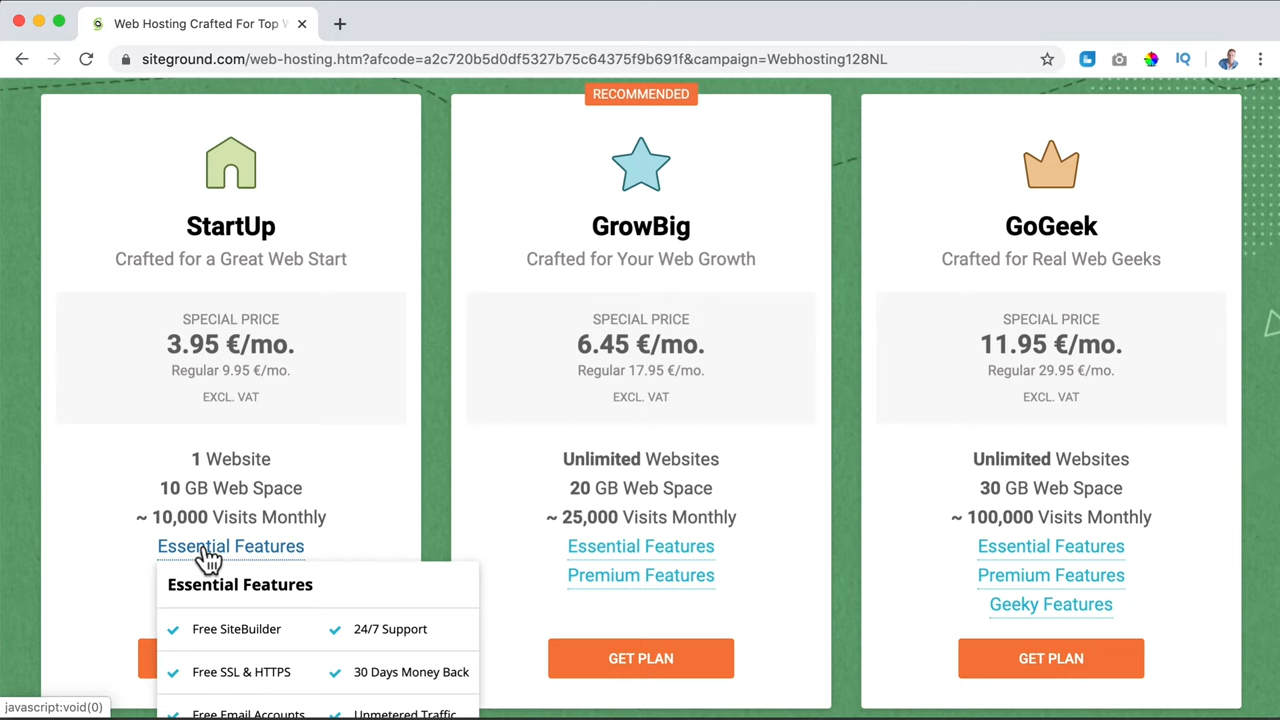 Web Hosting Crafted For Top
siteground.com/web-hosting.htm?afcode=a2c720b5d0df5327b75c64375f9b691f&campaign=Webhosting128NL
IQ
RECOMMENDED
StartUp
Crafted for a Great Web Start
SPECIAL PRICE
3.95 €/mo.
Regular 9.95 €/mo.
EXCL. VAT
1 Website
10 GB Web Space
~ 10,000 Visits Monthly
Essential Features
Essential Features
Free SiteBuilder
24/7 Support
Free SSL & HTTPS
30 Days Money Back
Free Email Accounts
Unmetered Traffic
GrowBig
Crafted for Your Web Growth
SPECIAL PRICE
6.45 €/mo.
Regular 17.95 €/mo.
EXCL. VAT
Unlimited Websites
20 GB Web Space
~ 25,000 Visits Monthly
Essential Features
Premium Features
GET PLAN
GoGeek
Crafted for Real Web Geeks
SPECIAL PRICE
11.95 €/mo.
Regular 29.95 €/mo.
EXCL. VAT
Unlimited Websites
30 GB Web Space
~ 100,000 Visits Monthly
Essential Features
Premium Features
Geeky Features
GET PLAN
javascript:void(0)